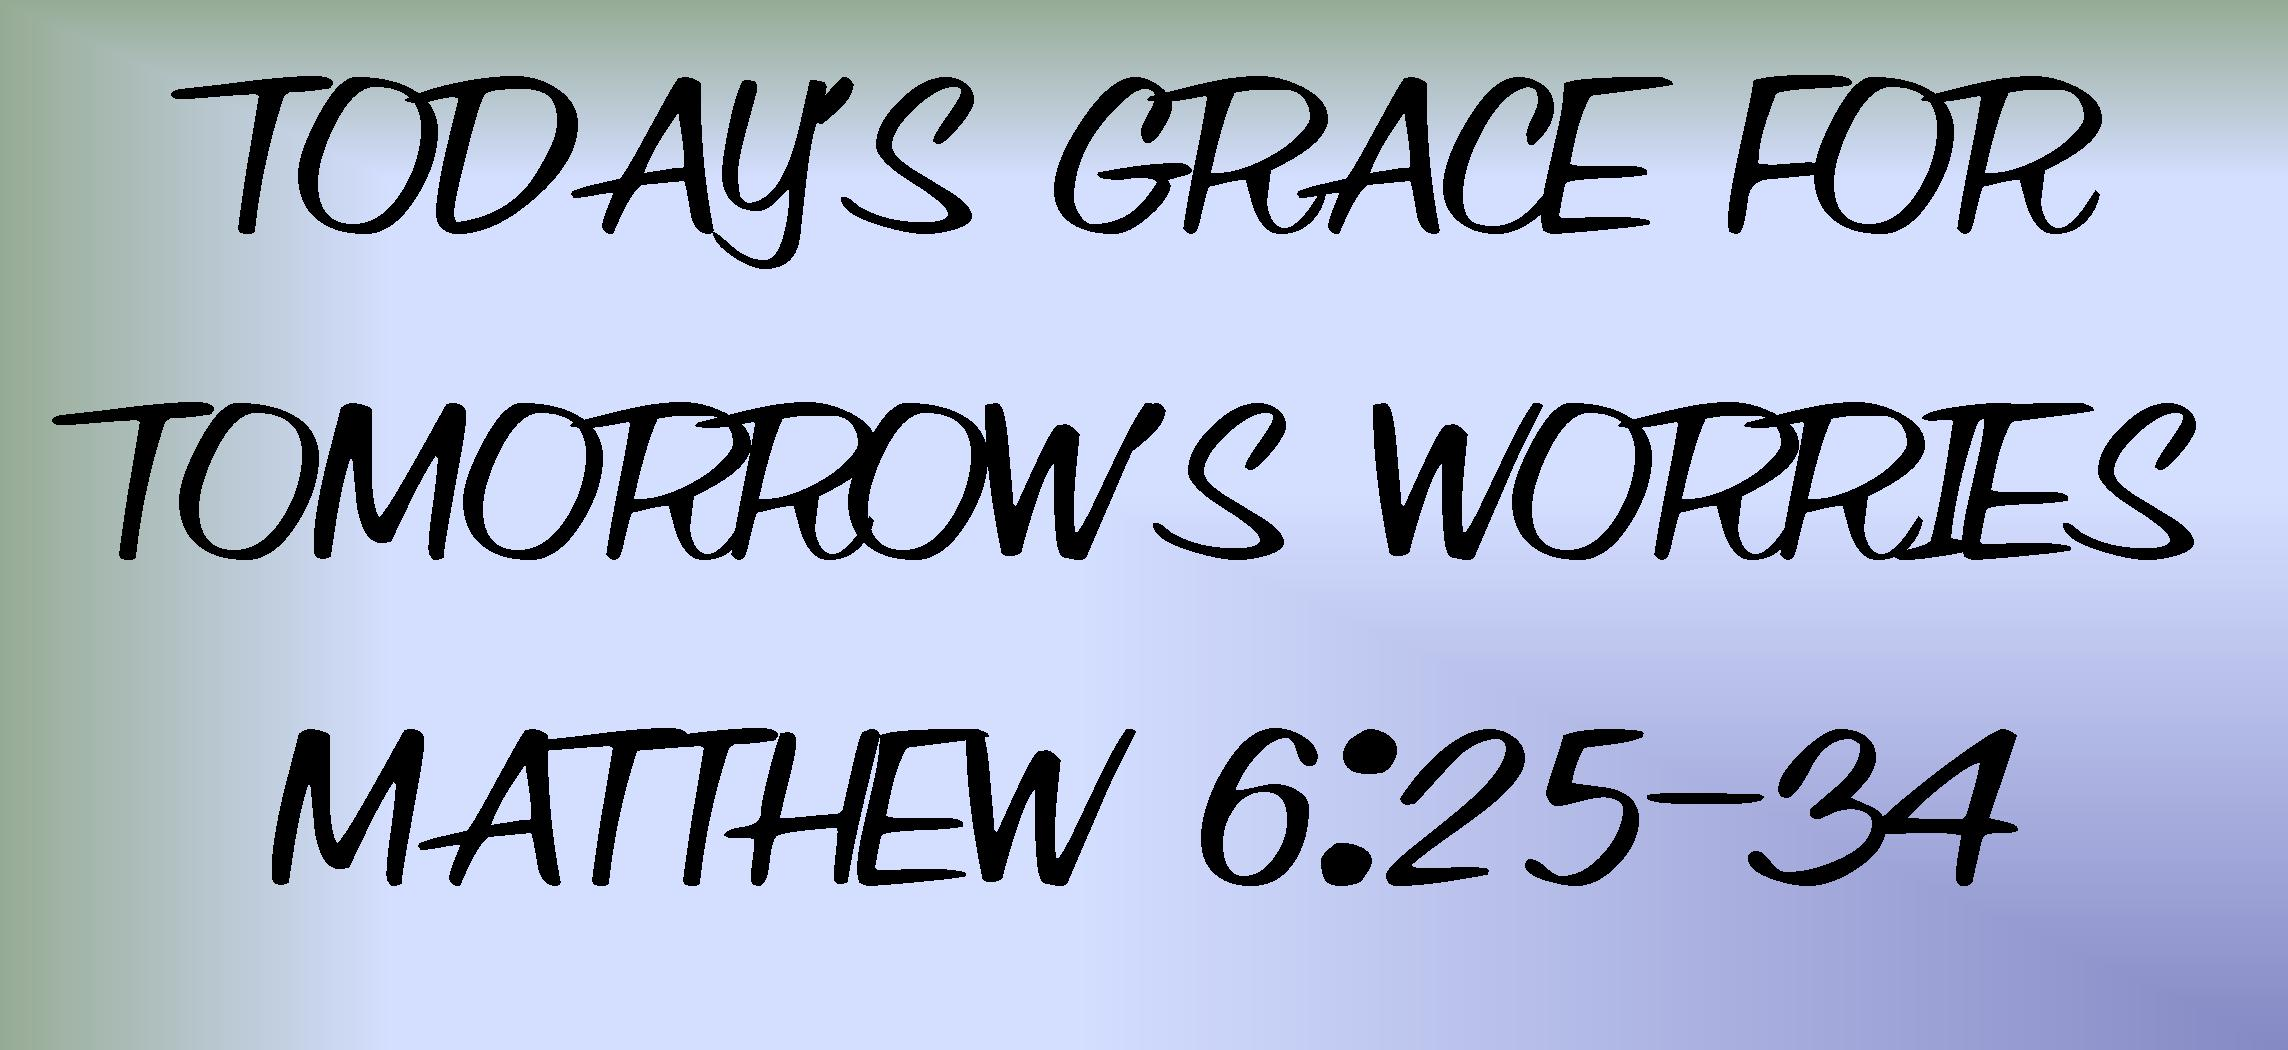 TODAY'S GRACE FOR
TOMORROW'S WORRIES
MATTHEW 6:25-34